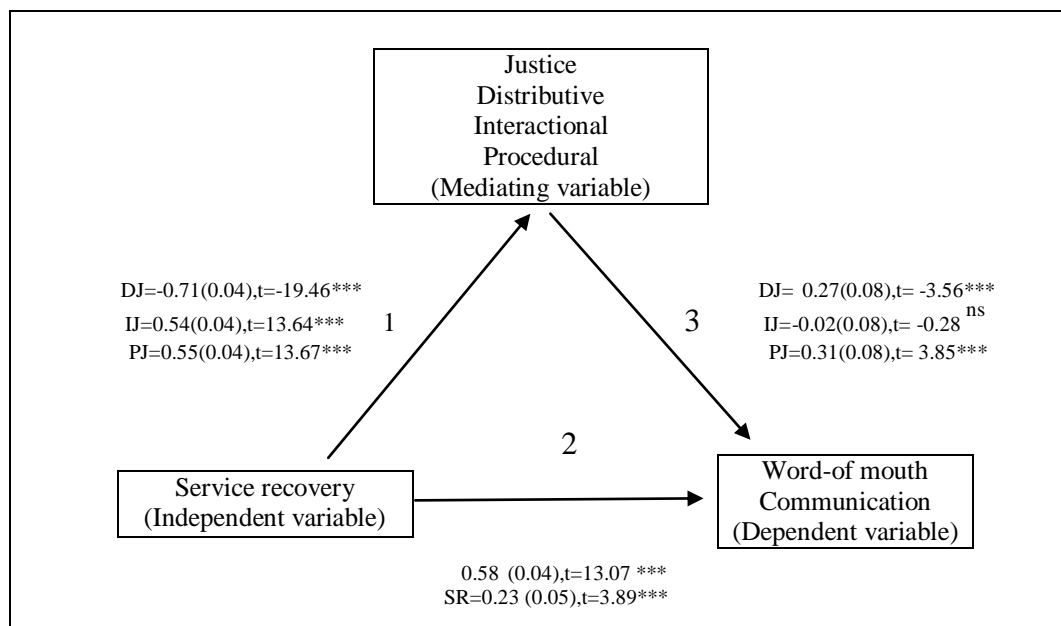 Justice
Distributive
Interactional
Procedural
(Mediating variable)
DJ=-0.71(0.04),t=-19.46***
IJ=0.54(0.04),t=13.64***
PJ=0.55(0.04),t=13.67***
1
3
DJ= 0.27(0.08),t= -3.56***
IJ=-0.02(0.08),t= -0.28 ns
PJ=0.31(0.08),t= 3.85***
2
Service recovery
(Independent variable)
Word-of mouth
Communication
(Dependent variable)
0.58 (0.04),t=13.07 ***
SR=0.23 (0.05),t=3.89***